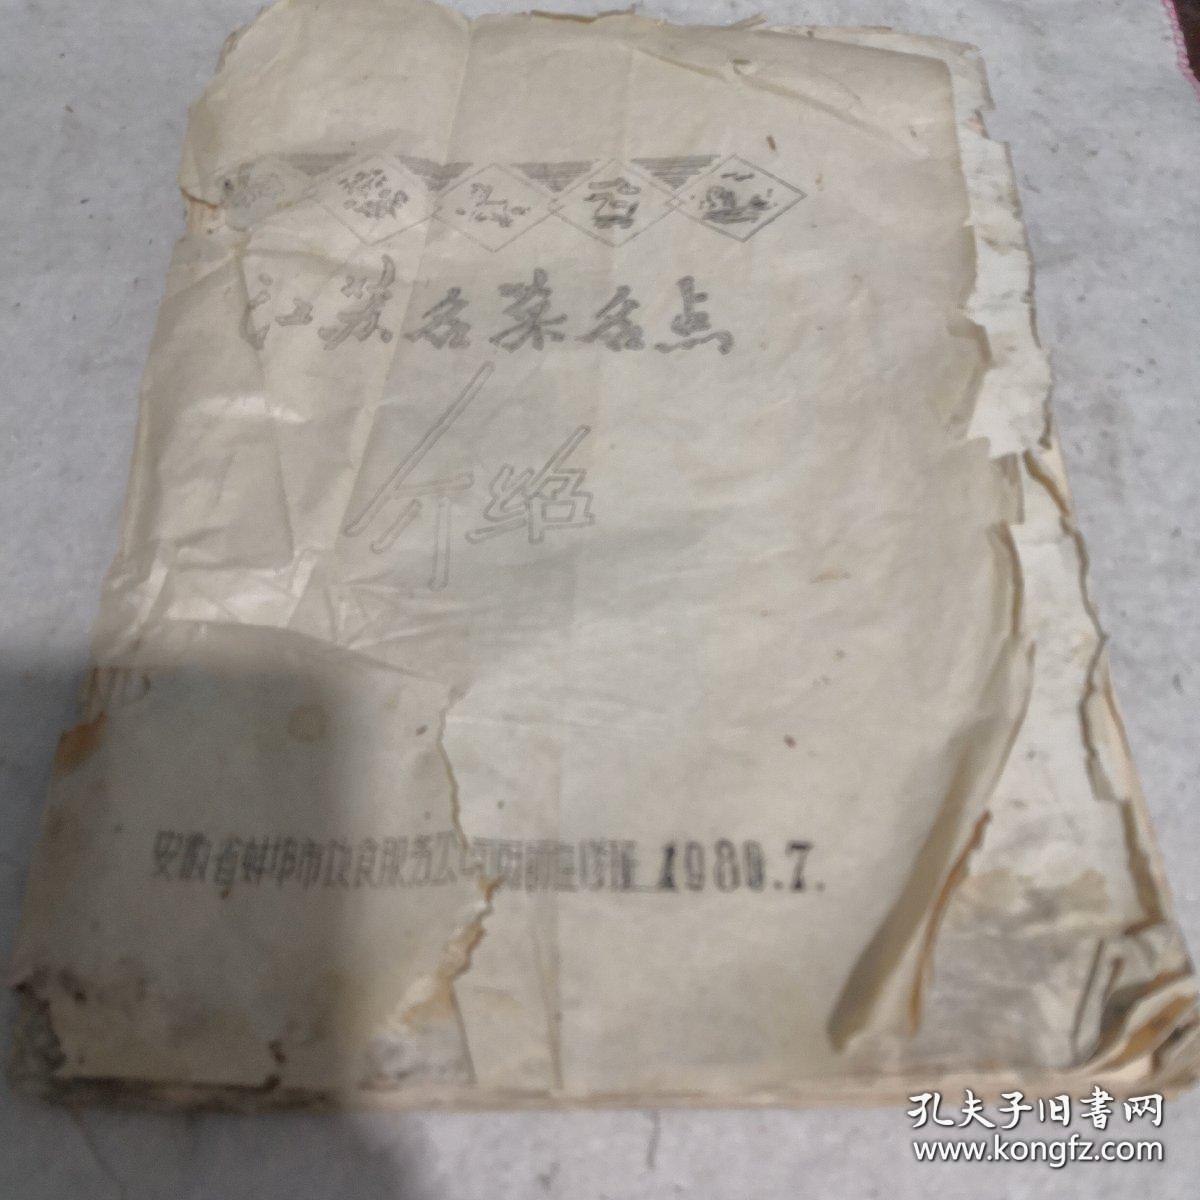 江苏名菜名点
介绍
安徽省蚌埠市饮食服务公司 1980.7.
孔夫子旧書网
www.kongfz.com